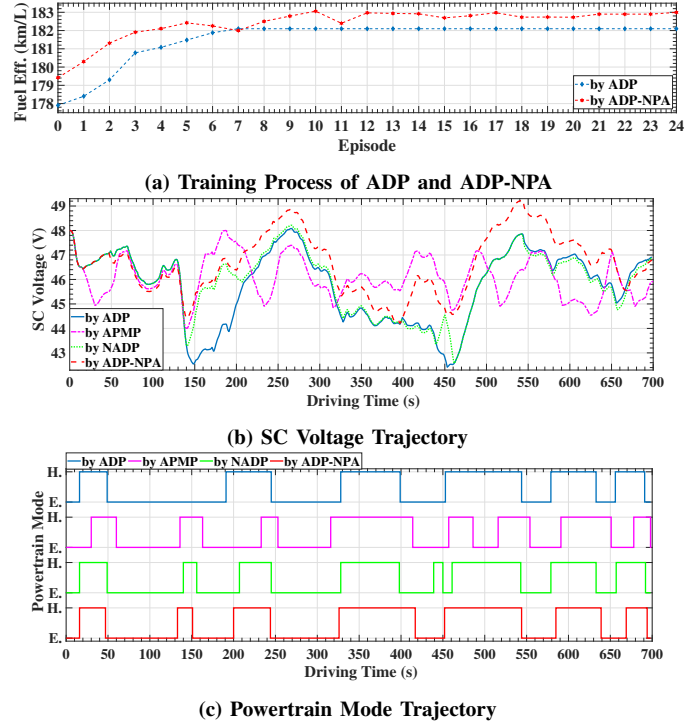 Fuel Eff. (km/L)
183
182
181
180
179
178
by ADP
by ADP-NPA
0 1 2 3 4 5 6 7 8 9 10 11 12 13 14 15 16 17 18 19 20 21 22 23 24
Episode
(a) Training Process of ADP and ADP-NPA
SC Voltage (V)
49
48
47
46
45
44
43
by ADP
by APMP
by NADP
by ADP-NPA
0 50 100 150 200 250 300 350 400 450 500 550 600 650 700
Driving Time (s)
(b) SC Voltage Trajectory
by ADP by APMP by NADP by ADP-NPA
Powertrain Mode
H.
E.
H.
E.
H.
E.
H.
E.
0 50 100 150 200 250 300 350 400 450 500 550 600 650 700
Driving Time (s)
(c) Powertrain Mode Trajectory